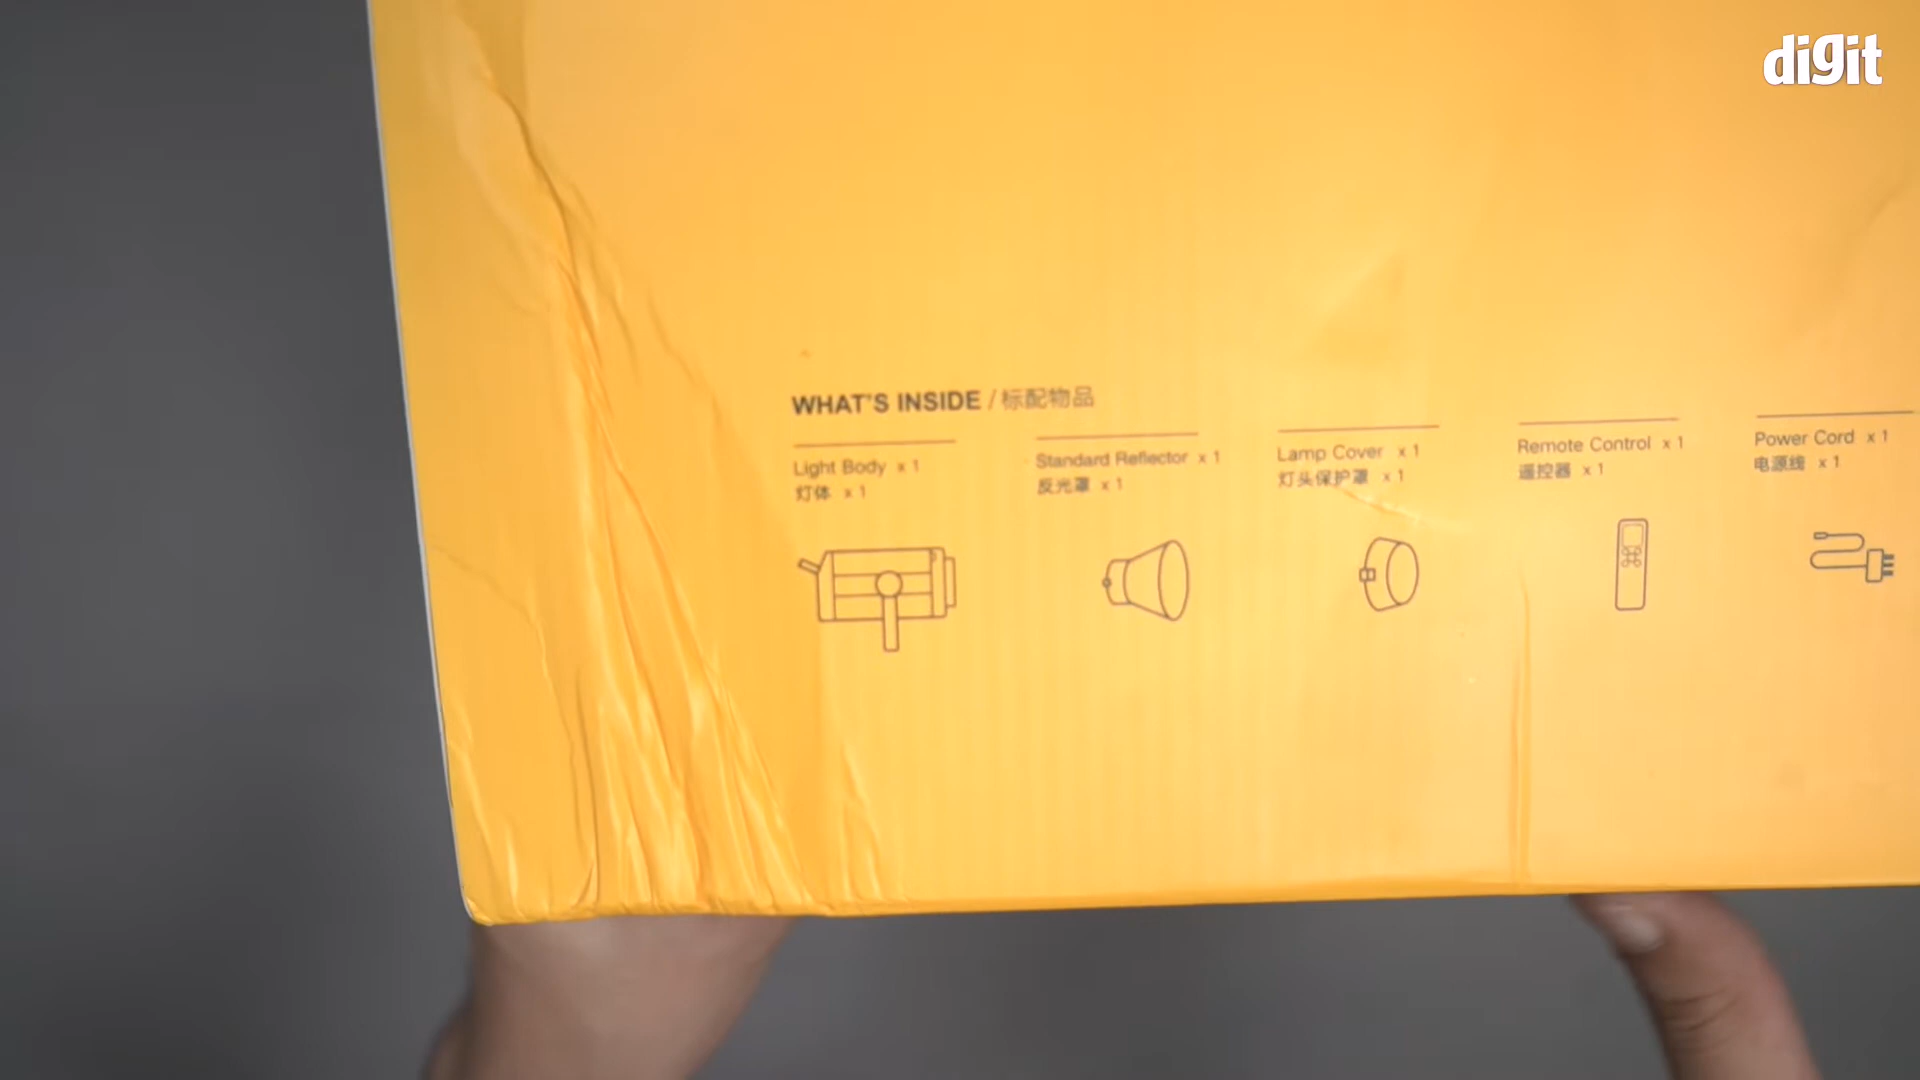 digit
WHAT'S INSIDE / 标配物品
Light Body x 1
灯体 x 1
Standard Reflector x 1
反光罩 x 1
Lamp Cover x 1
灯头保护罩 x 1
Remote Control x 1
遥控器 x 1
Power Cord x 1
电源线 x 1